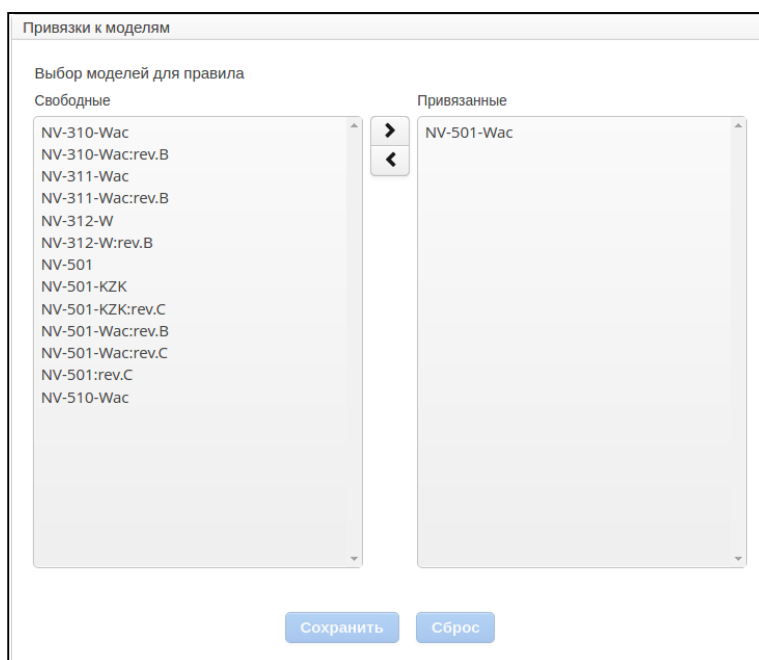 Привязки к моделям
Выбор моделей для правила
Свободные
Привязанные
NV-310-Wac
NV-310-Wac:rev.B
NV-311-Wac
NV-311-Wac:rev.B
NV-312-W
NV-312-W:rev.B
NV-501
NV-501-KZK
NV-501-KZK:rev.C
NV-501-Wac:rev.B
NV-501-Wac:rev.C
NV-501:rev.C
NV-510-Wac
NV-501-Wac
Сохранить
Сброс